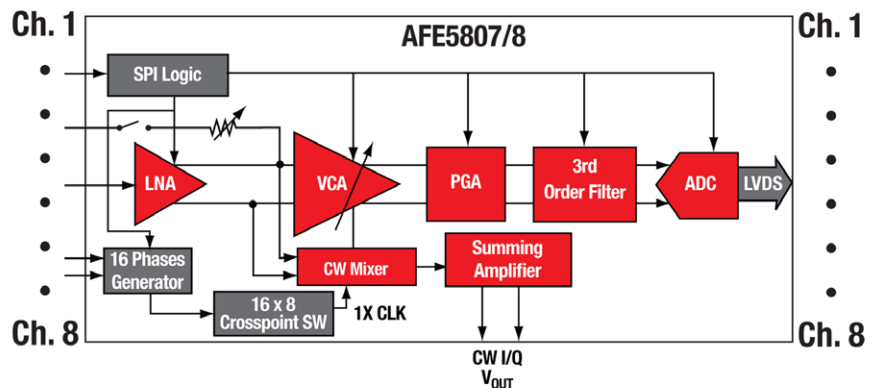 Ch. 1
AFE5807/8
Ch. 1
SPI Logic
LNA
VCA
PGA
3rd
Order Filter
ADC
LVDS
16 Phases
Generator
CW Mixer
Summing
Amplifier
16 x 8
Crosspoint SW
1X CLK
Ch. 8
Ch. 8
CW I/Q
VOUT